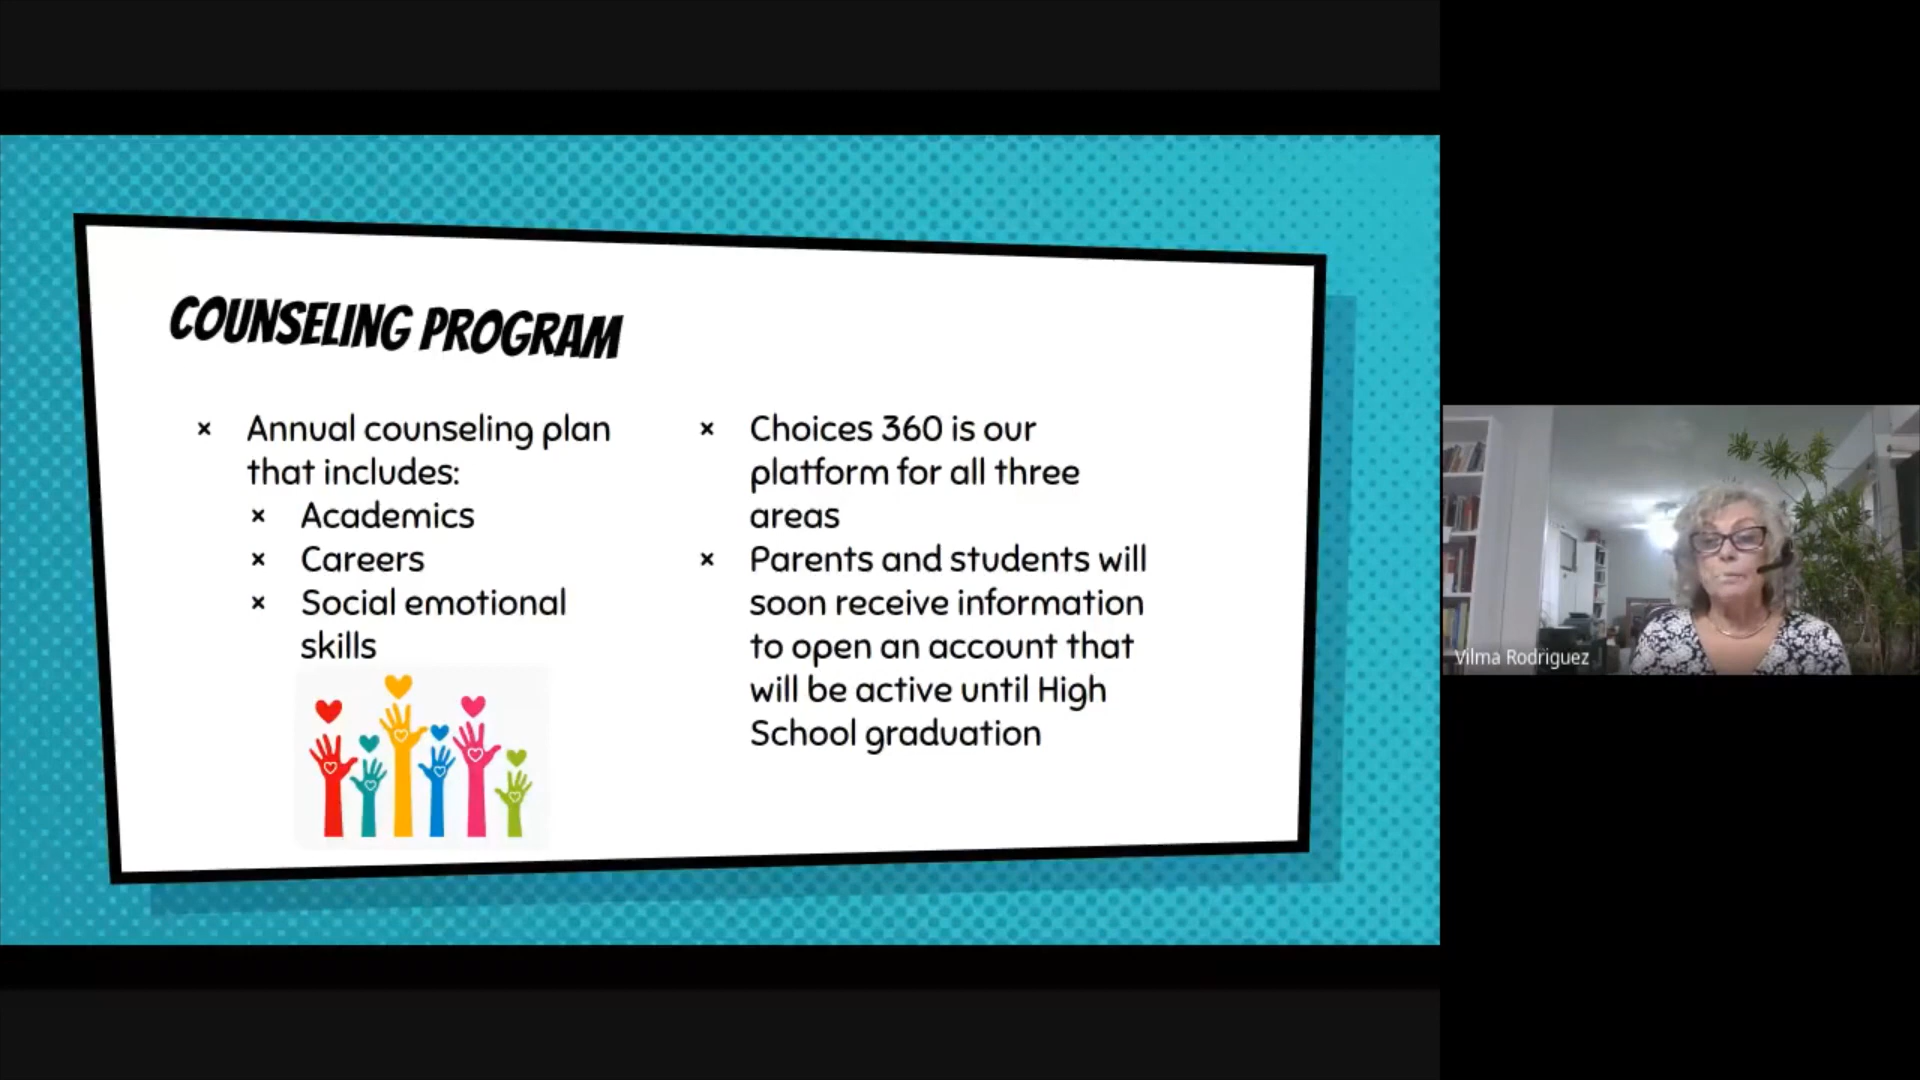 COUNSELING PROGRAM
× Annual counseling plan
that includes:
× Academics
× Careers
× Social emotional
skills
× Choices 360 is our
platform for all three
areas
× Parents and students will
soon receive information
to open an account that
will be active until High
School graduation
Vilma Rodriguez